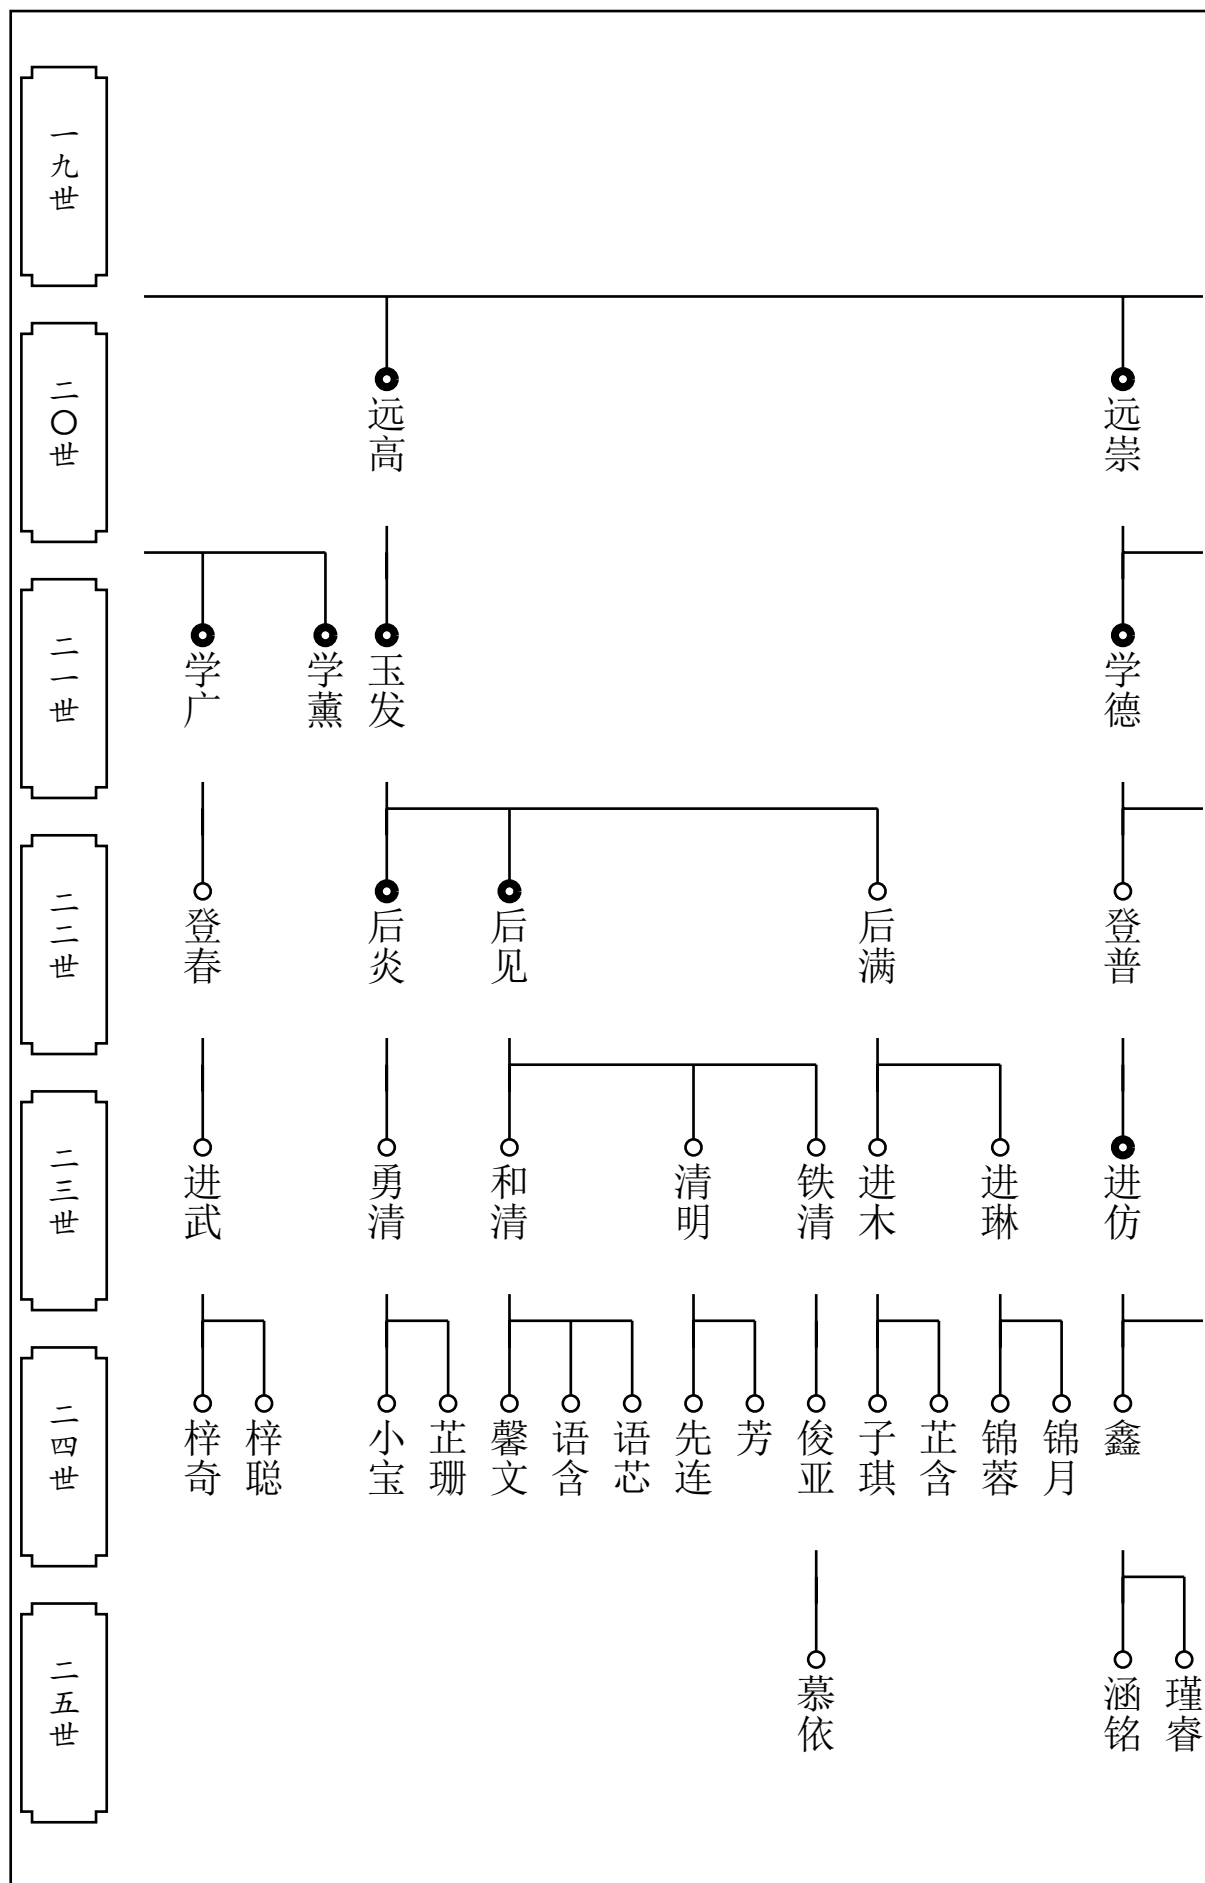 一九世
二〇世
远高
远崇
二一世
学广
学薰
玉发
学德
二二世
登春
后炎
后见
后满
登普
二三世
进武
勇清
和清
清明
铁清
进木
进琳
进仿
二四世
梓奇
梓聪
小宝
芷珊
馨文
语含
语芯
先连
芳
俊亚
子琪
芷含
锦蓉
锦月
鑫
二五世
慕依
涵铭
瑾睿